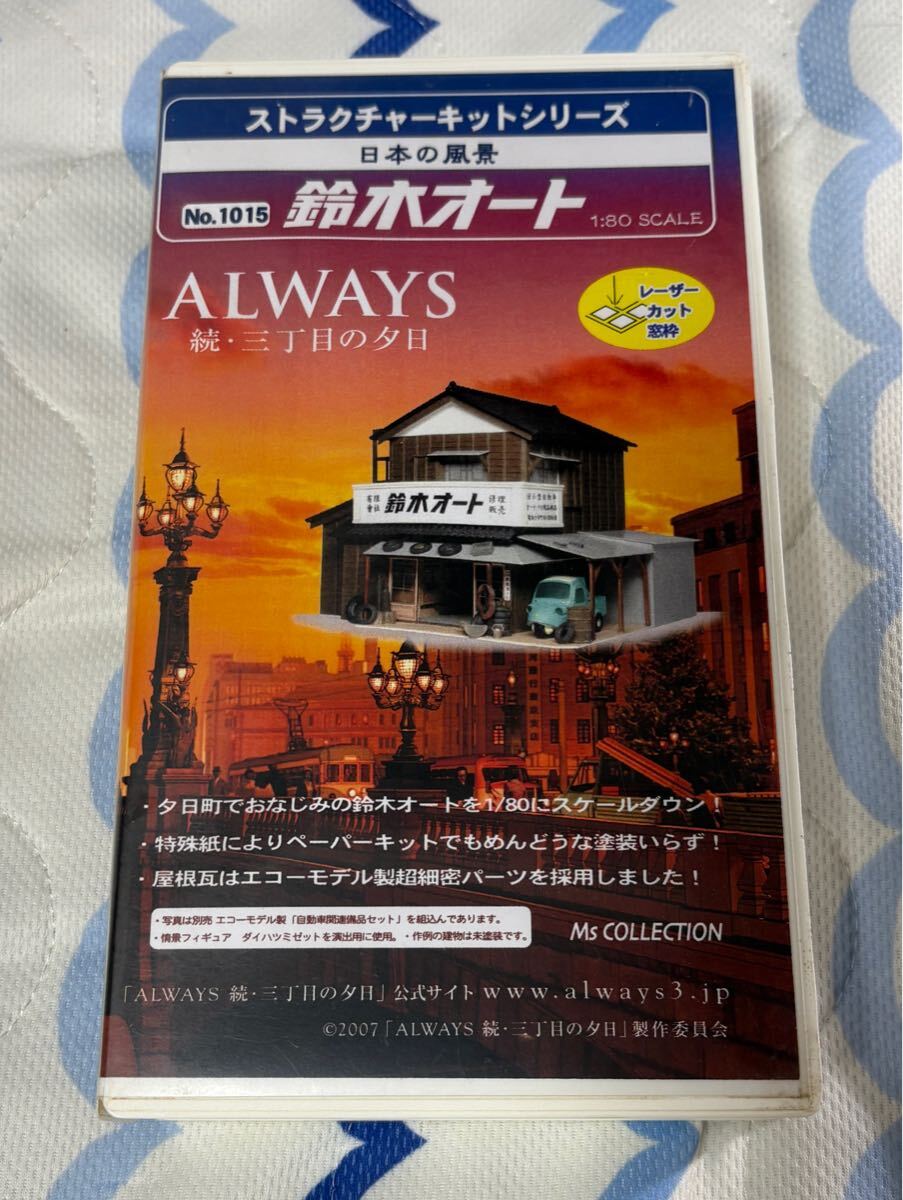 ストラクチャーキットシリーズ
日本の風景
No.1015 鈴木オート 1:80 SCALE
ALWAYS
続・三丁目の夕日
レーザー
カット
窓枠
有限
會社 鈴木オート 修理
販売
・夕日町でおなじみの鈴木オートを1/80にスケールダウン！
・特殊紙によりペーパーキットでもめんどうな塗装いらず！
・屋根瓦はエコーモデル製超細密パーツを採用しました！
・写真は別売 エコーモデル製「自動車関連備品セット」を組込んであります。
・情景フィギュア ダイハツミゼットを演出用に使用。・作例の建物は未塗装です。
Ms COLLECTION
「ALWAYS 続・三丁目の夕日」公式サイト www.always3.jp
©2007「ALWAYS 続・三丁目の夕日」製作委員会